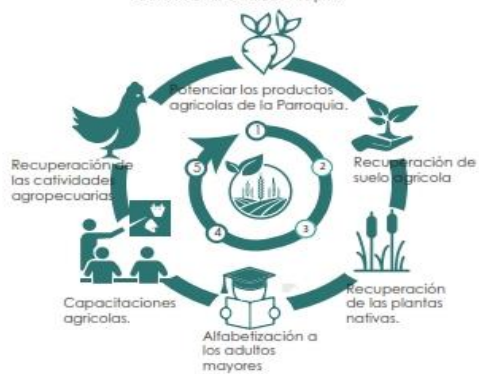 Potenciar los productos
agrícolas de la Parroquia.
1
2
3
4
5
Recuperación de
suelo agrícola
Recuperación
de las plantas
nativas.
Alfabetización a
los adultos
mayores
Capacitaciones
agrícolas.
Recuperación de
las catividades
agropecuarias